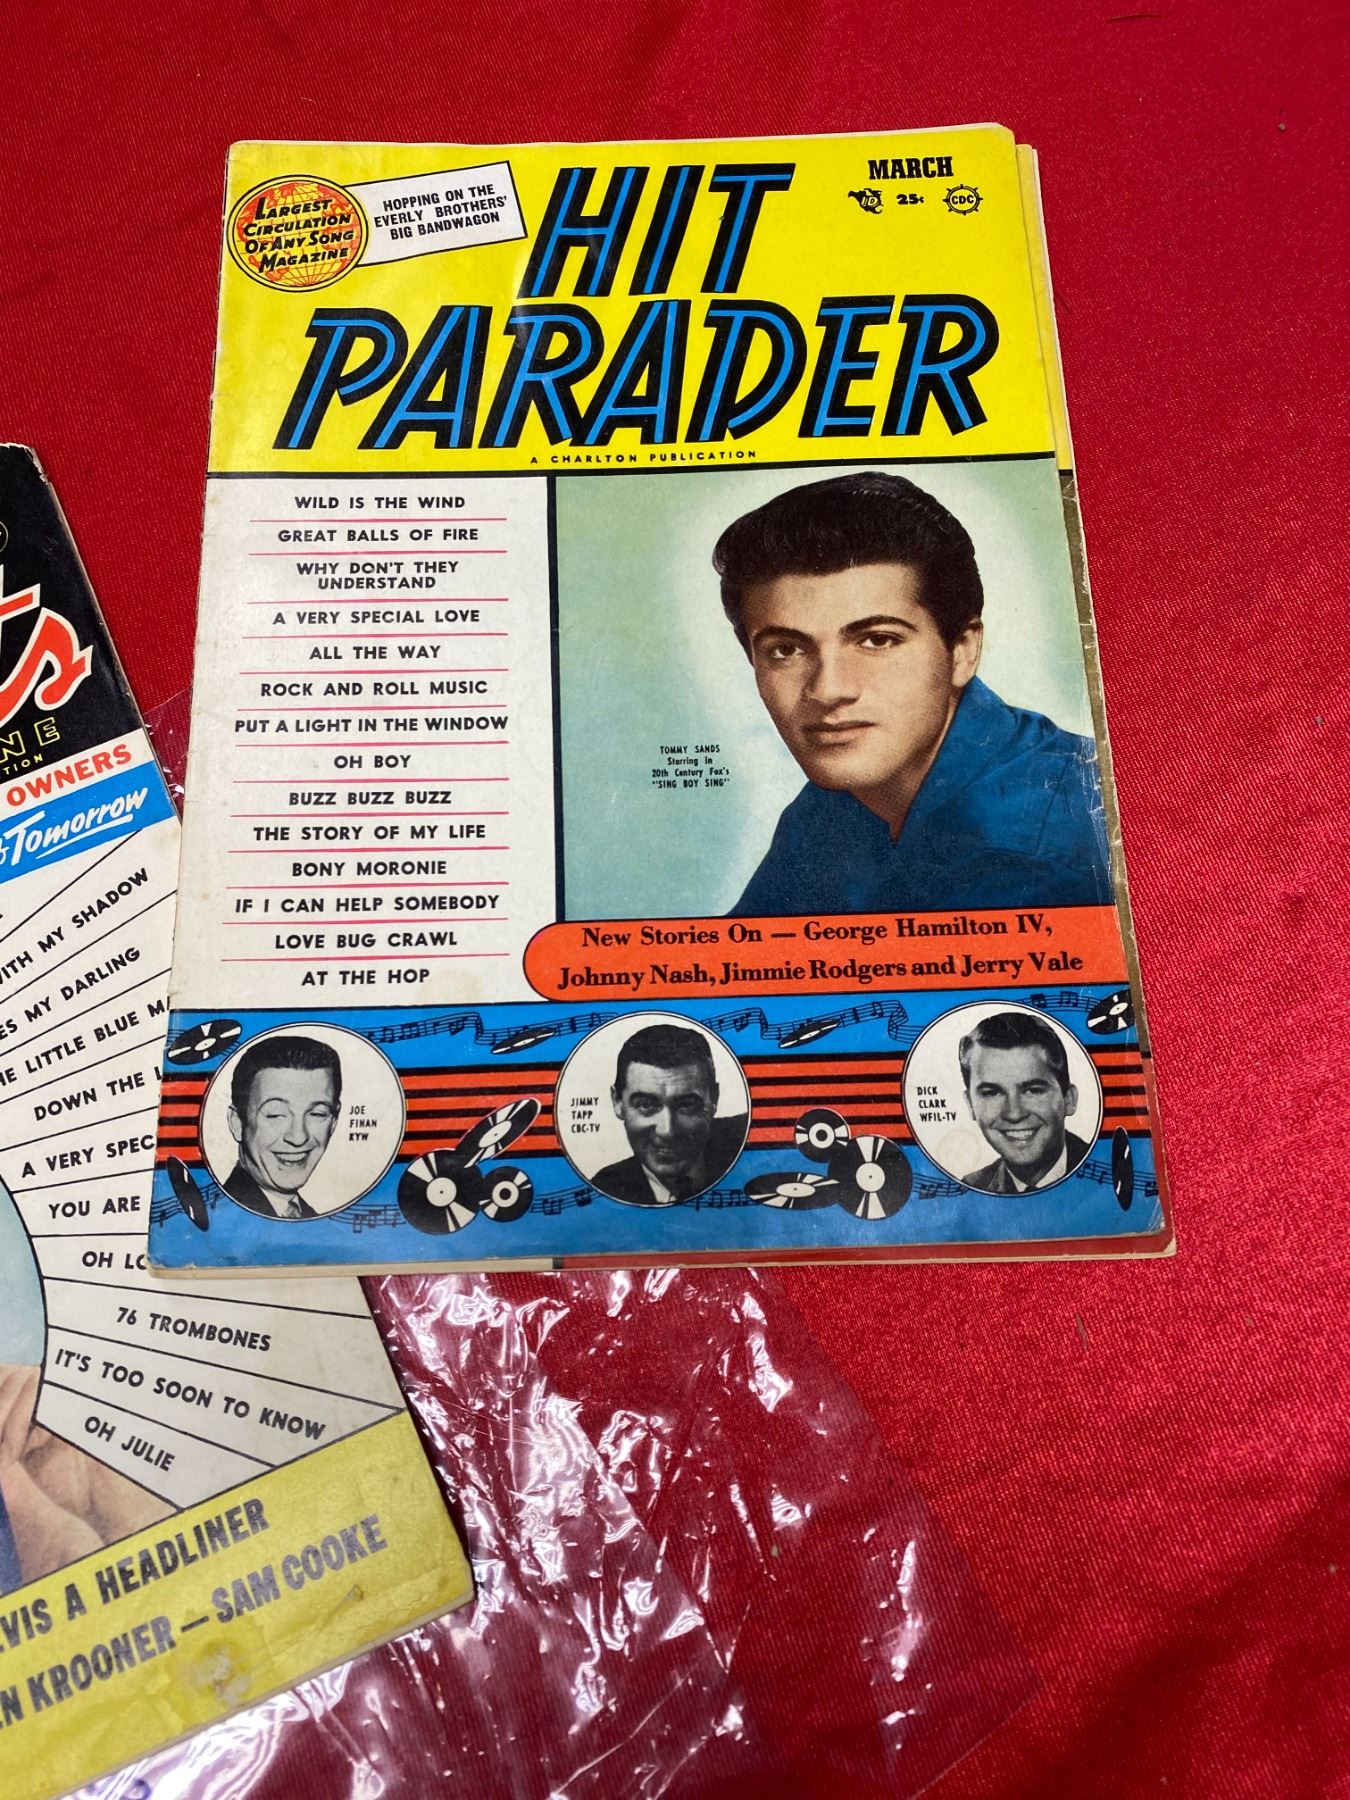 LARGEST
CIRCULATION
OF ANY SONG
MAGAZINE
HOPPING ON THE
EVERLY BROTHERS'
BIG BANDWAGON
HIT
PARADER
MARCH
25¢
CDC
A CHARLTON PUBLICATION
WILD IS THE WIND
GREAT BALLS OF FIRE
WHY DON'T THEY
UNDERSTAND
A VERY SPECIAL LOVE
ALL THE WAY
ROCK AND ROLL MUSIC
PUT A LIGHT IN THE WINDOW
OH BOY
BUZZ BUZZ BUZZ
THE STORY OF MY LIFE
BONY MORONIE
IF I CAN HELP SOMEBODY
LOVE BUG CRAWL
AT THE HOP
TOMMY SANDS
Starring in
20th Century Fox's
"SING BOY SING"
New Stories On — George Hamilton IV,
Johnny Nash, Jimmie Rodgers and Jerry Vale
JOE
FINAN
KYW
JIMMY
TAPP
CBC-TV
DICK
CLARK
WFIL-TV
OWNERS
Tomorrow
WITH MY SHADOW
MY DARLING
LITTLE BLUE
DOWN THE
A VERY SPEC
YOU ARE
OH
76 TROMBONES
IT'S TOO SOON TO KNOW
OH JULIE
A HEADLINER
KROONER — SAM COOKE